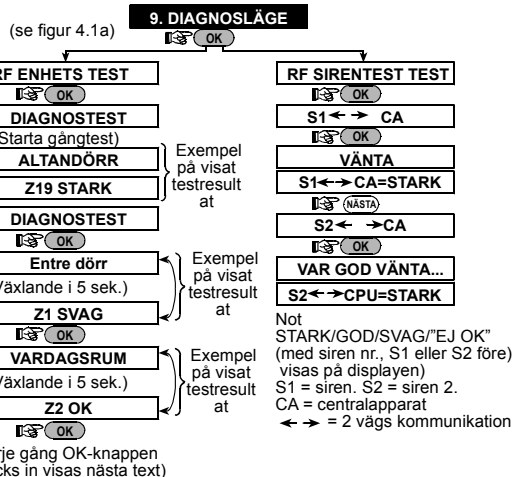 9. DIAGNOSLÄGE
(se figur 4.1a)
OK
RF ENHETS TEST
OK
DIAGNOSTEST
Starta gångtest)
ALTANDÖRR
Z19 STARK
Exempel
på visat
testresult
at
DIAGNOSTEST
OK
Entre dörr
Växlande i 5 sek.)
Z1 SVAG
Exempel
på visat
testresult
at
OK
VARDAGSRUM
Växlande i 5 sek.)
Z2 OK
Exempel
på visat
testresult
at
OK
rje gång OK-knappen
cks in visas nästa text)
RF SIRENTEST TEST
OK
S1 ← → CA
OK
VÄNTA
S1←→CA=STARK
NÄSTA
S2← →CA
OK
VAR GOD VÄNTA...
S2←→CPU=STARK
Not
STARK/GOD/SVAG/"EJ OK"
(med siren nr., S1 eller S2 före)
visas på displayen)
S1 = siren. S2 = siren 2.
CA = centralapparat
←→ = 2 vägs kommunikation